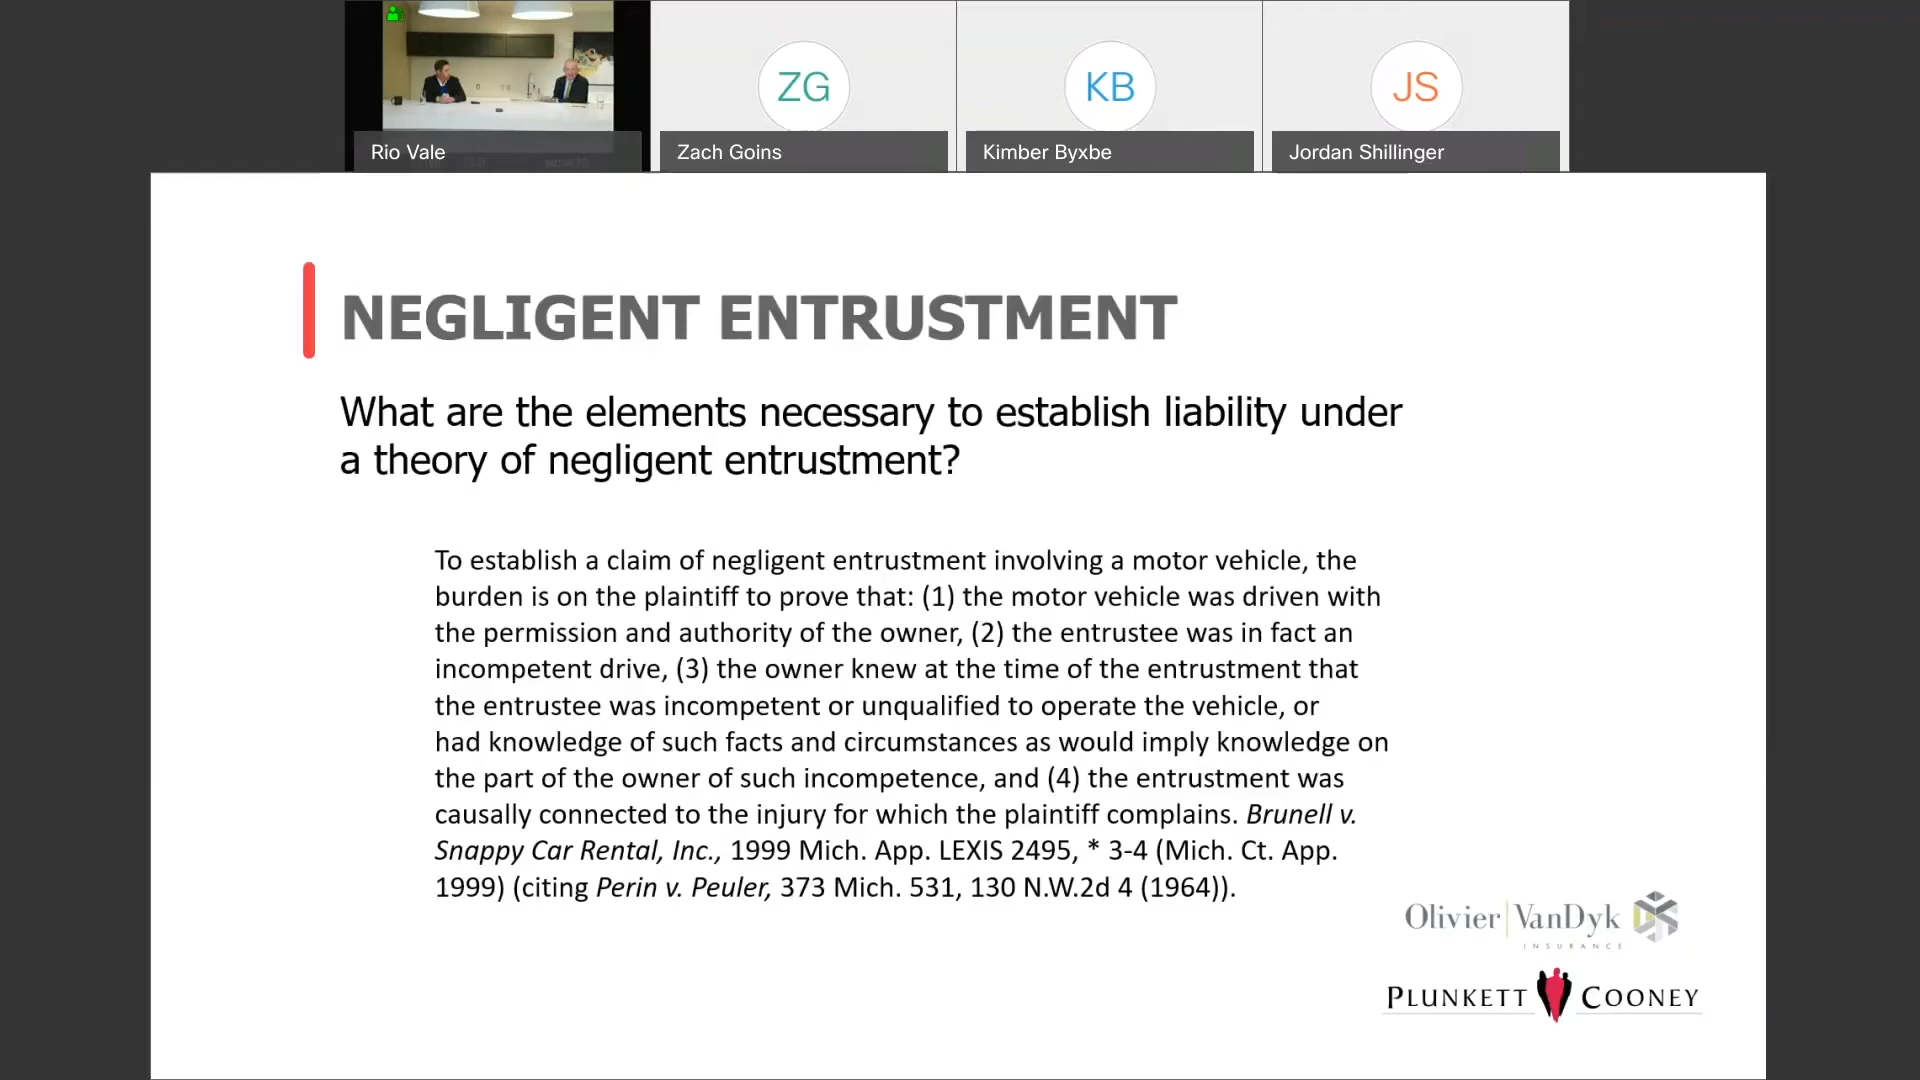 ZG
KB
JS
Rio Vale
Zach Goins
Kimber Byxbe
Jordan Shillinger
NEGLIGENT ENTRUSTMENT
What are the elements necessary to establish liability under
a theory of negligent entrustment?
To establish a claim of negligent entrustment involving a motor vehicle, the
burden is on the plaintiff to prove that: (1) the motor vehicle was driven with
the permission and authority of the owner, (2) the entrustee was in fact an
incompetent drive, (3) the owner knew at the time of the entrustment that
the entrustee was incompetent or unqualified to operate the vehicle, or
had knowledge of such facts and circumstances as would imply knowledge on
the part of the owner of such incompetence, and (4) the entrustment was
causally connected to the injury for which the plaintiff complains. Brunell v.
Snappy Car Rental, Inc., 1999 Mich. App. LEXIS 2495, * 3-4 (Mich. Ct. App.
1999) (citing Perin v. Peuler, 373 Mich. 531, 130 N.W.2d 4 (1964)).
Olivier|VanDyk
INSURANCE
PLUNKETT COONEY